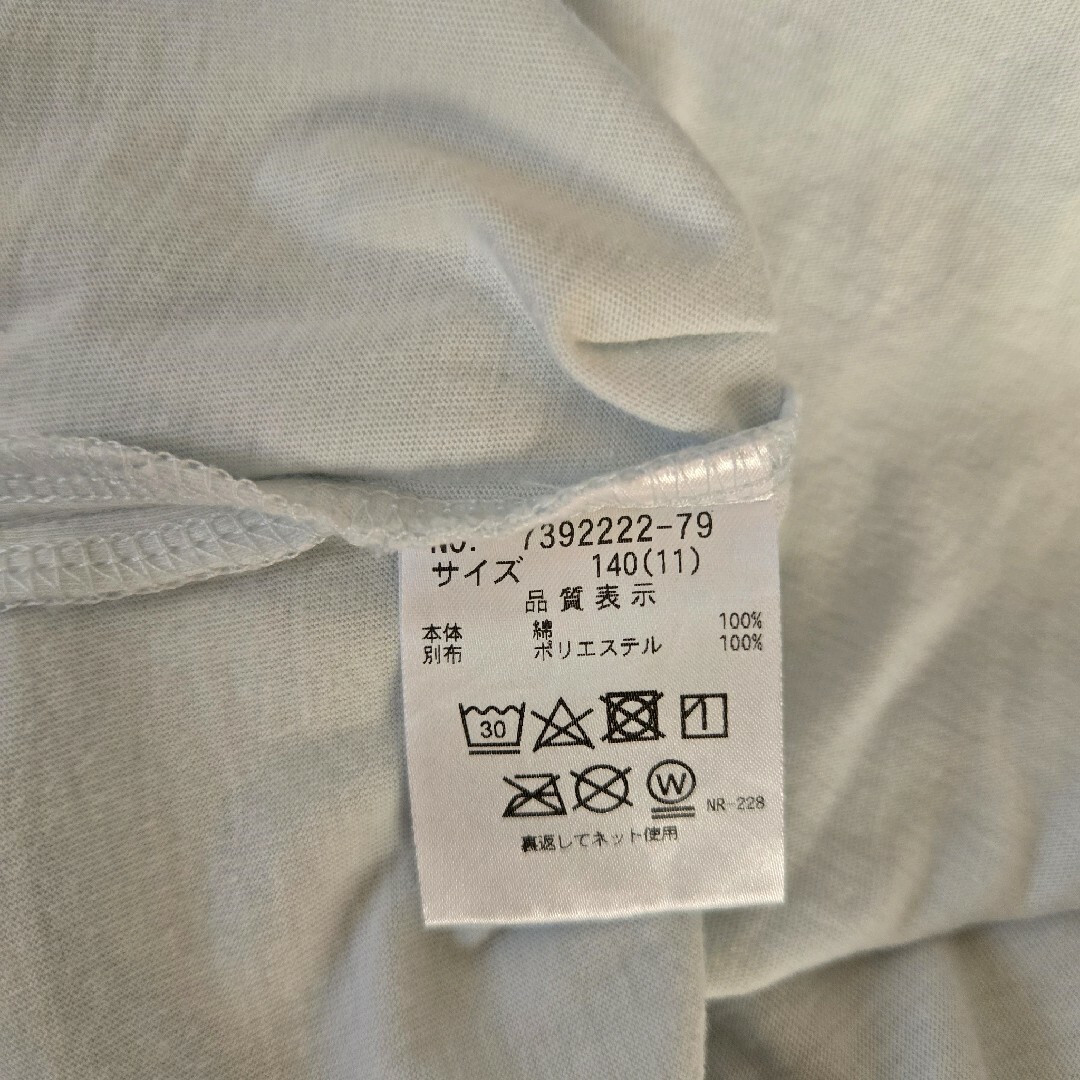 No. 7392222-79
サイズ 140(11)
品質表示
本体 綿 100%
別布 ポリエステル 100%
30
W NR-228
裏返してネット使用